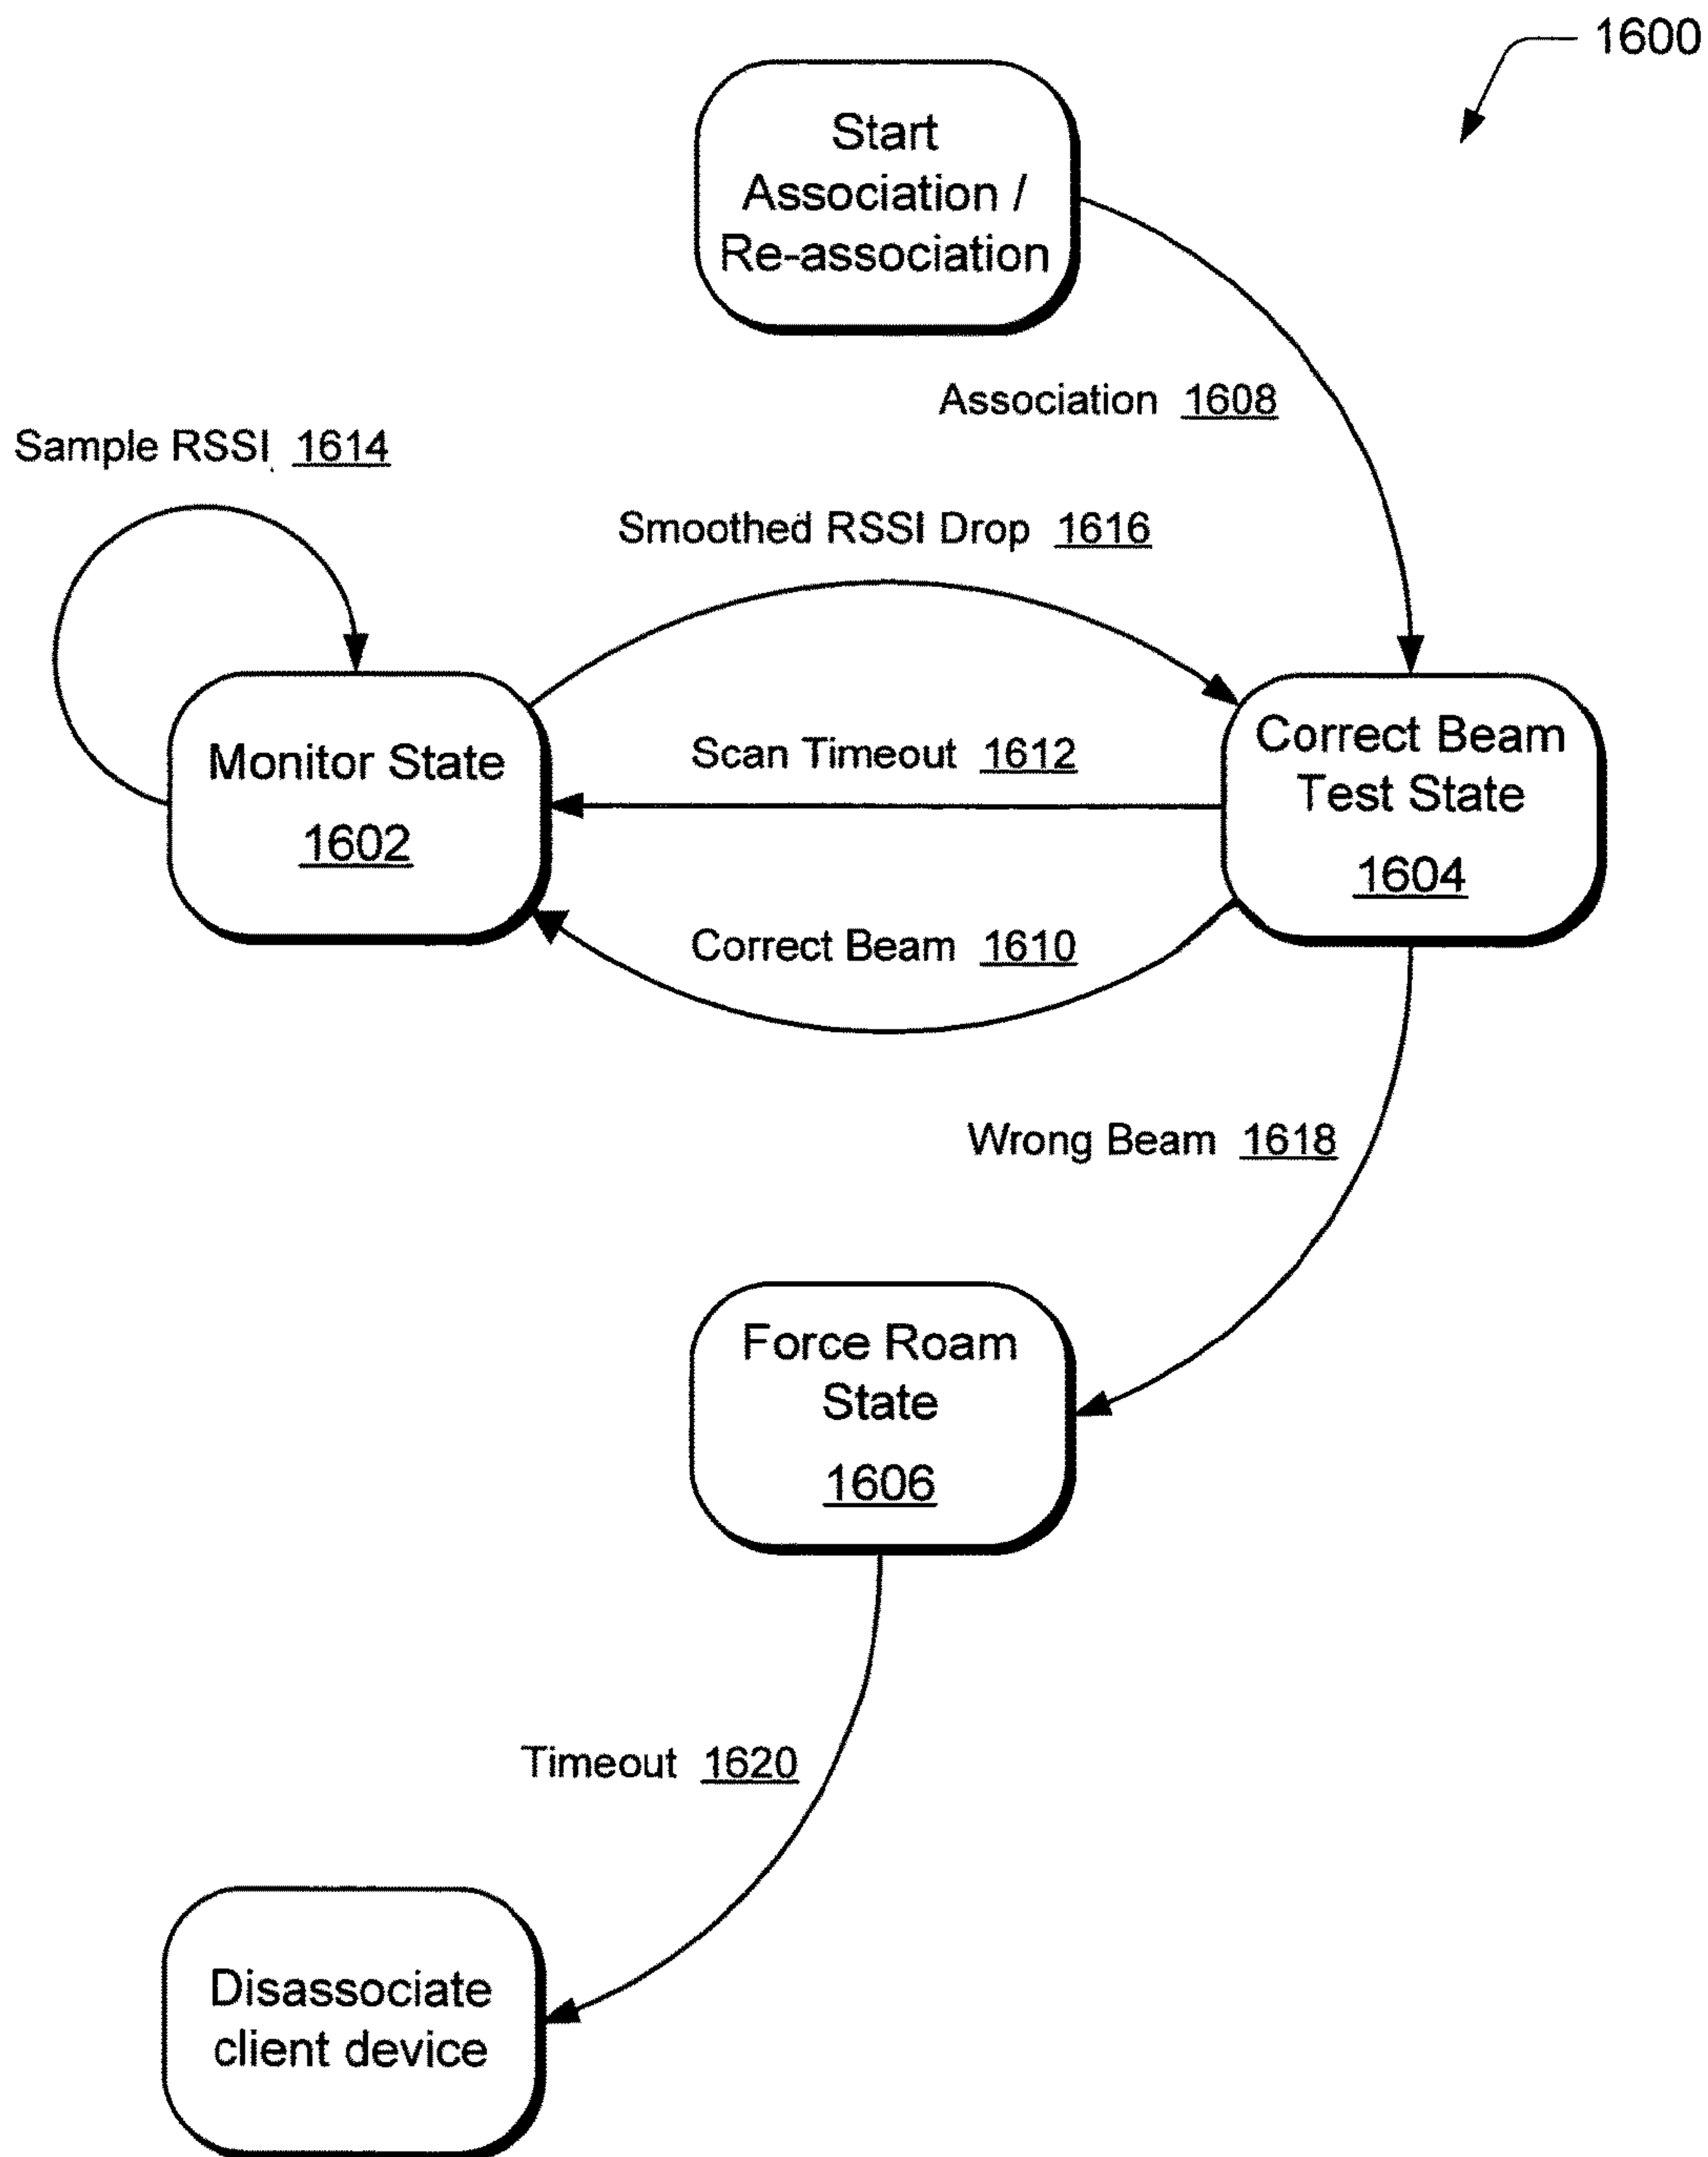 1600
Start
Association /
Re-association
Association 1608
Sample RSSI 1614
Smoothed RSSI Drop 1616
Monitor State
1602
Scan Timeout 1612
Correct Beam
Test State
1604
Correct Beam 1610
Wrong Beam 1618
Force Roam
State
1606
Timeout 1620
Disassociate
client device